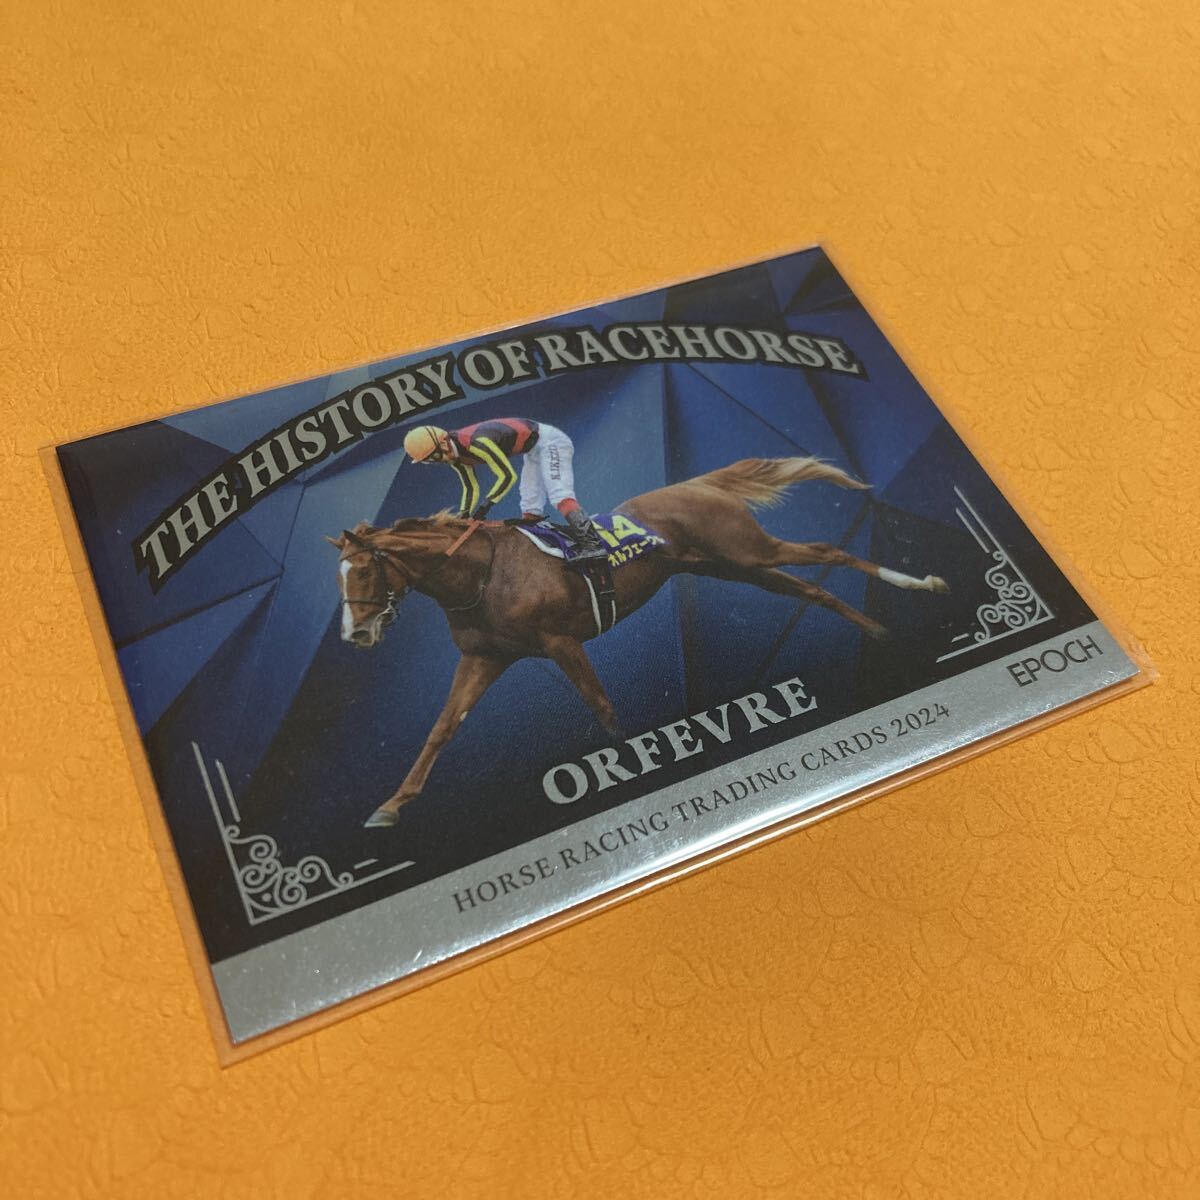 THE HISTORY OF RACEHORSE
K.IKEZOE
14
オルフェーヴル
ORFEVRE
HORSE RACING TRADING CARDS 2024
EPOCH